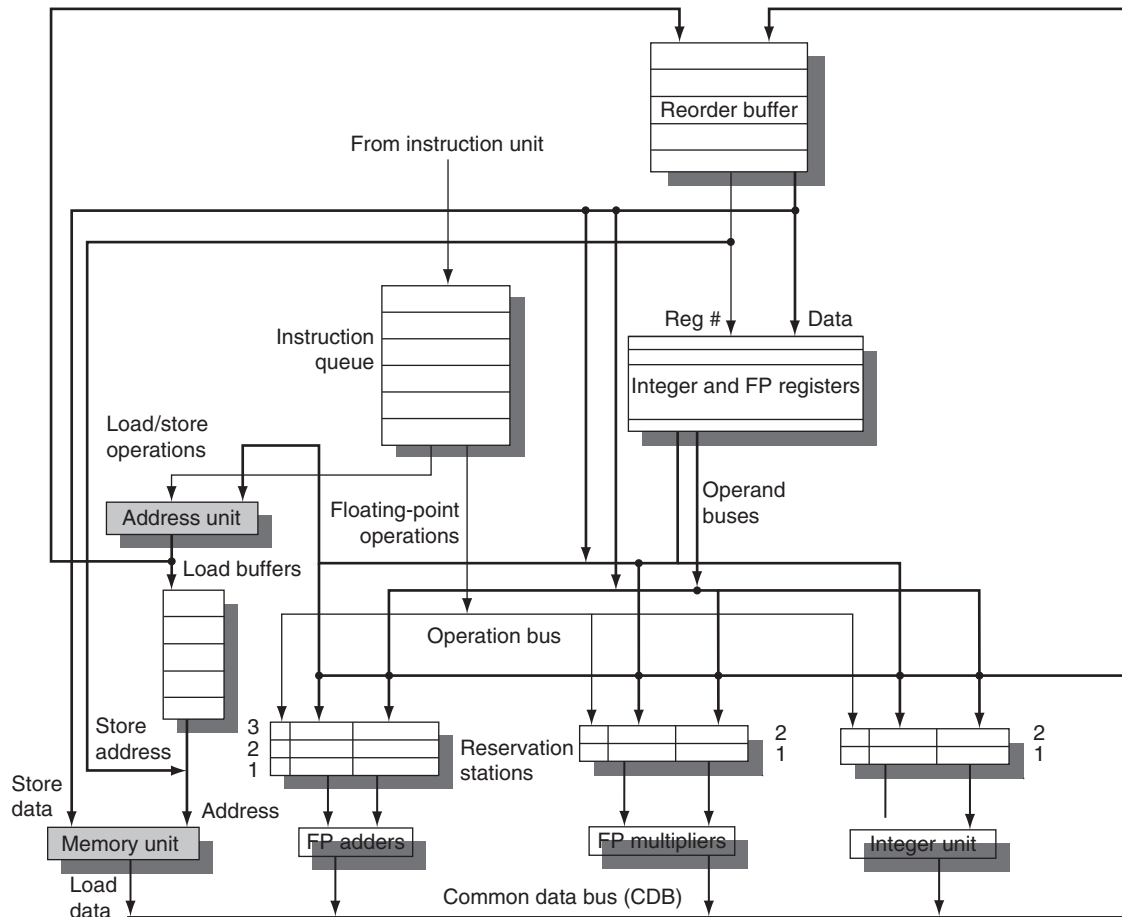 Reorder buffer
From instruction unit
Reg #
Data
Instruction
queue
Integer and FP registers
Load/store
operations
Operand
buses
Address unit
Floating-point
operations
Load buffers
Operation bus
3
2
1
Reservation
stations
2
1
2
1
Store
address
Store
data
Address
Memory unit
FP adders
FP multipliers
Integer unit
Load
data
Common data bus (CDB)